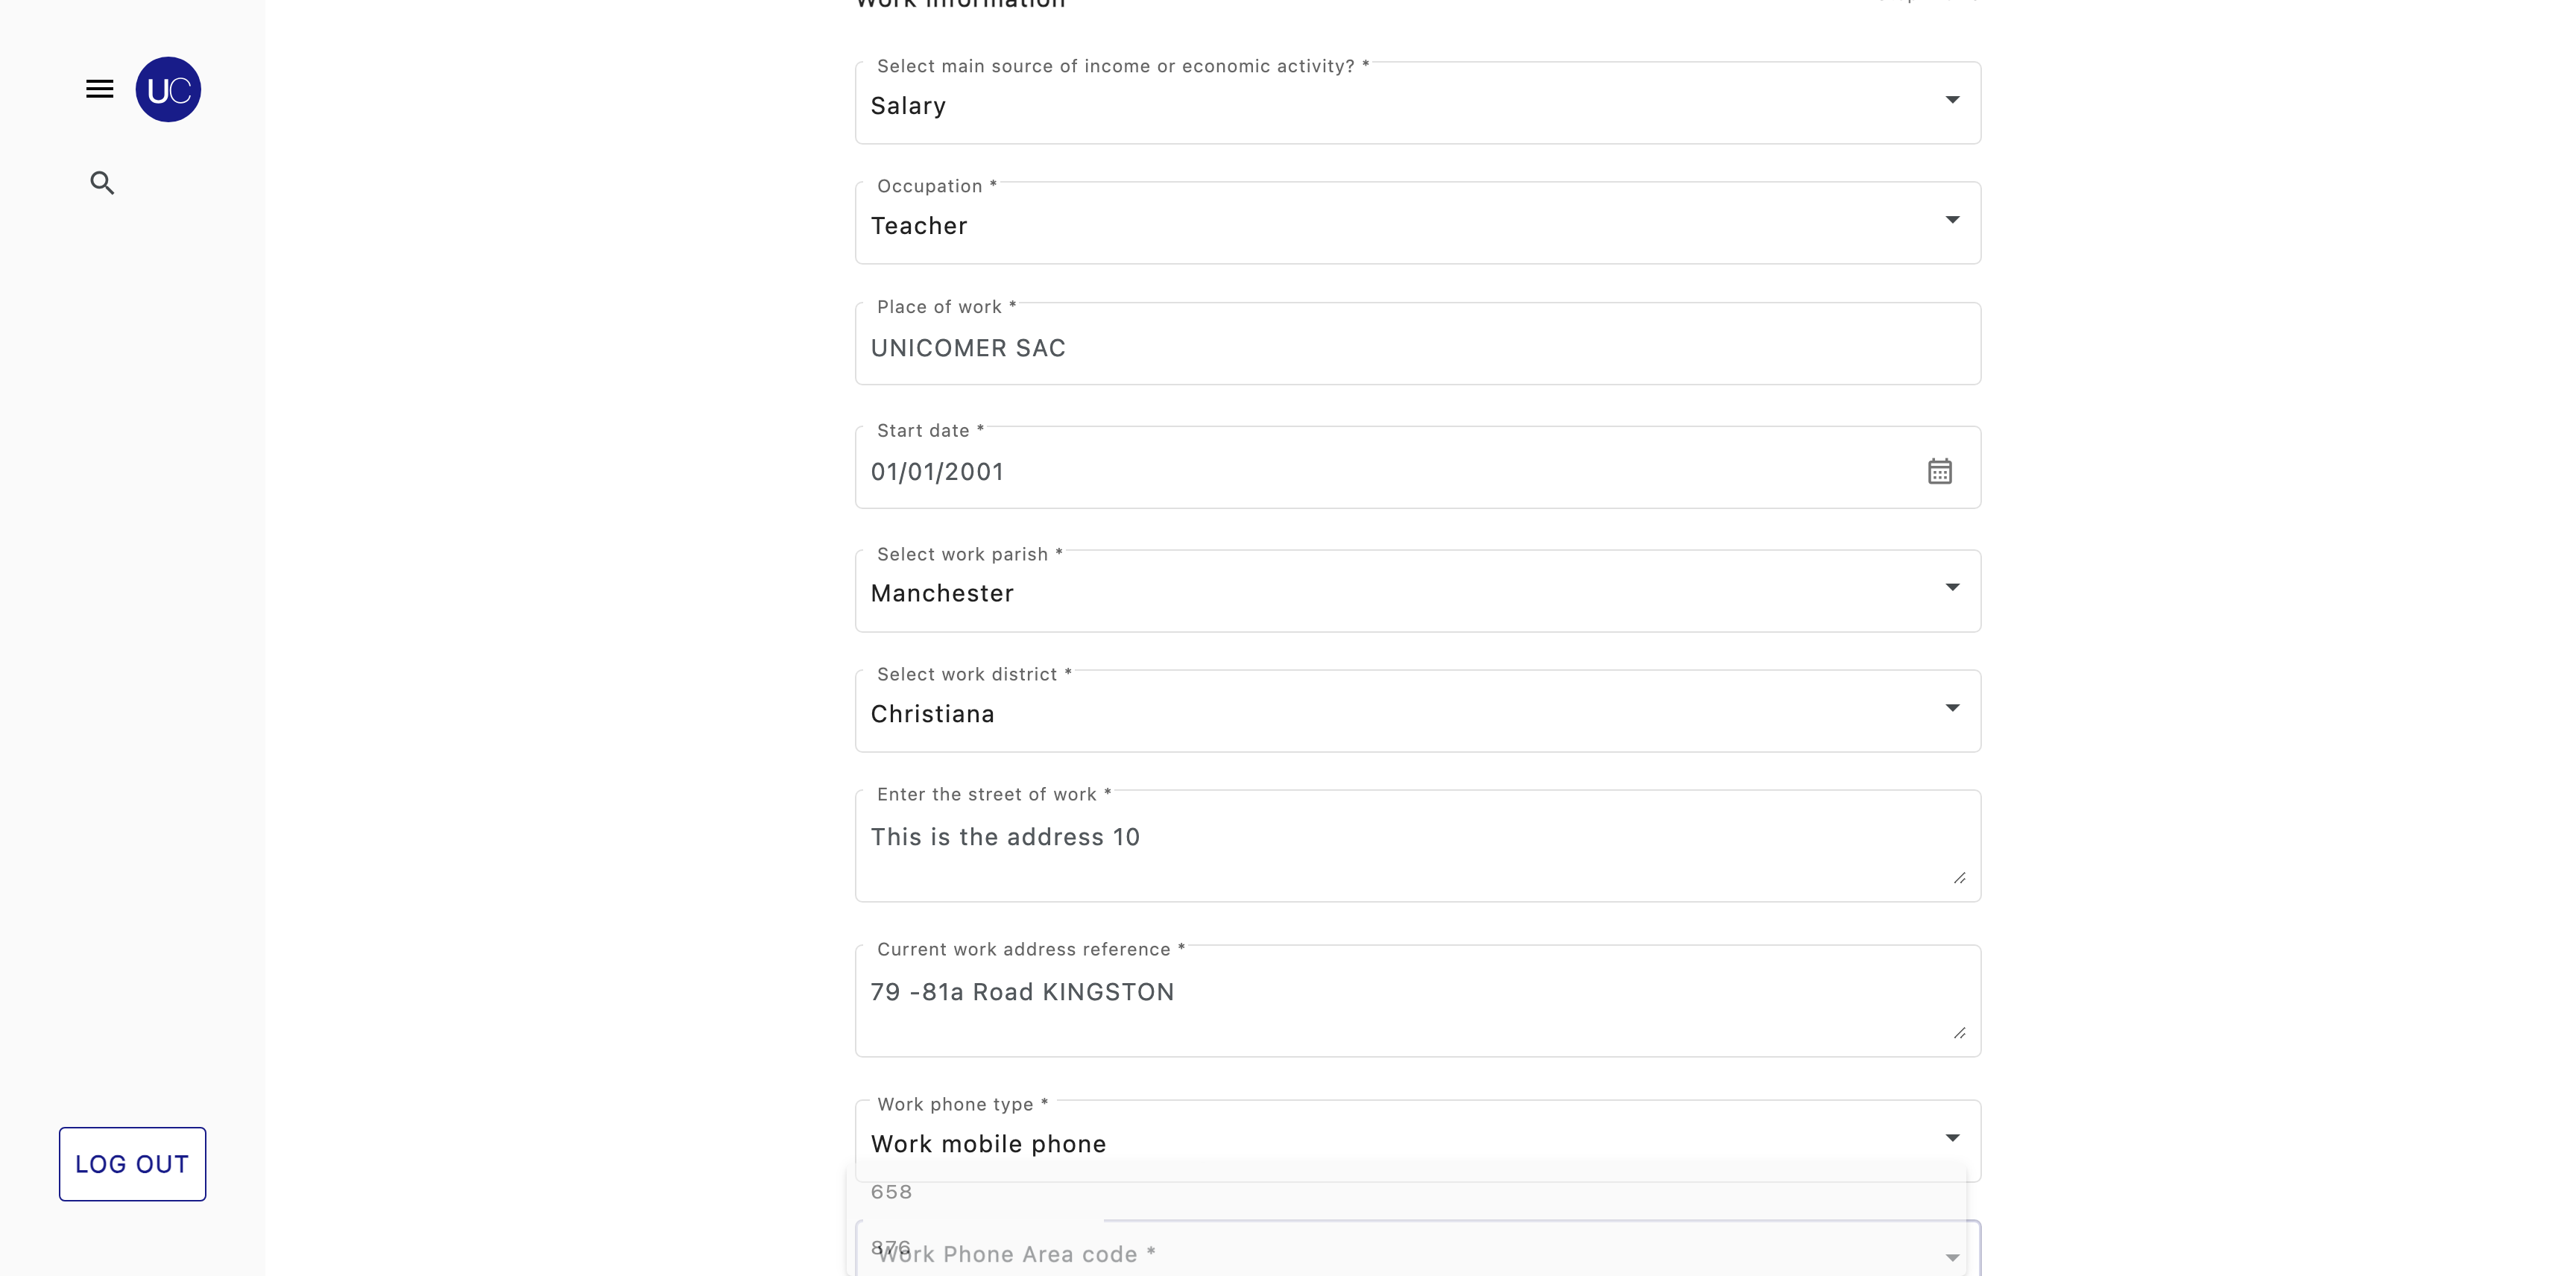 Work information
UC
Select main source of income or economic activity? *
Salary
Occupation *
Teacher
Place of work *
UNICOMER SAC
Start date *
01/01/2001
Select work parish *
Manchester
Select work district *
Christiana
Enter the street of work *
This is the address 10
Current work address reference *
79 -81a Road KINGSTON
Work phone type *
Work mobile phone
LOG OUT
658
876
Work Phone Area code *